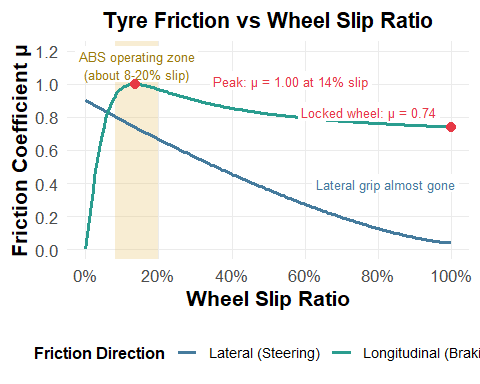 Tyre Friction vs Wheel Slip Ratio
Friction Coefficient μ
1.2
1.0
0.8
0.6
0.4
0.2
0.0
ABS operating zone
(about 8-20% slip)
Peak: μ = 1.00 at 14% slip
Locked wheel: μ = 0.74
Lateral grip almost gone
0% 20% 40% 60% 80% 100%
Wheel Slip Ratio
Friction Direction Lateral (Steering) Longitudinal (Braki